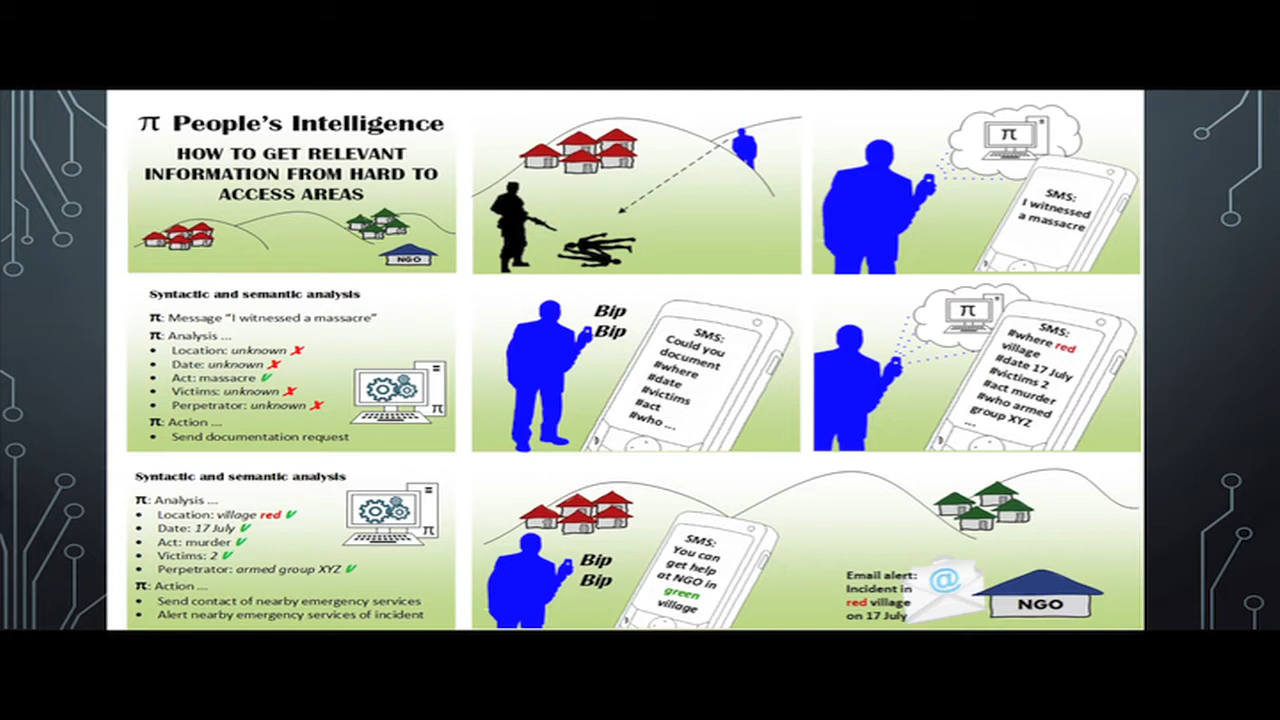 π People's Intelligence
HOW TO GET RELEVANT
INFORMATION FROM HARD TO
ACCESS AREAS
NGO
π
SMS:
I witnessed
a massacre
Syntactic and semantic analysis
π: Message "I witnessed a massacre"
π: Analysis ...
• Location: unknown ✗
• Date: unknown ✗
• Act: massacre ✓
• Victims: unknown ✗
• Perpetrator: unknown ✗
π: Action ...
• Send documentation request
π
Bip
Bip
SMS:
Could you
document
#where
#date
#victims
#act
#who ...
π
SMS:
#where red
village
#date 17 July
#victims 2
#act murder
#who armed
group XYZ
...
Syntactic and semantic analysis
π: Analysis ...
• Location: village red ✓
• Date: 17 July ✓
• Act: murder ✓
• Victims: 2 ✓
• Perpetrator: armed group XYZ ✓
π: Action ...
• Send contact of nearby emergency services
• Alert nearby emergency services of incident
π
Bip
Bip
SMS:
You can
get help
at NGO in
green
village
Email alert:
Incident in
red village
on 17 July
@
NGO